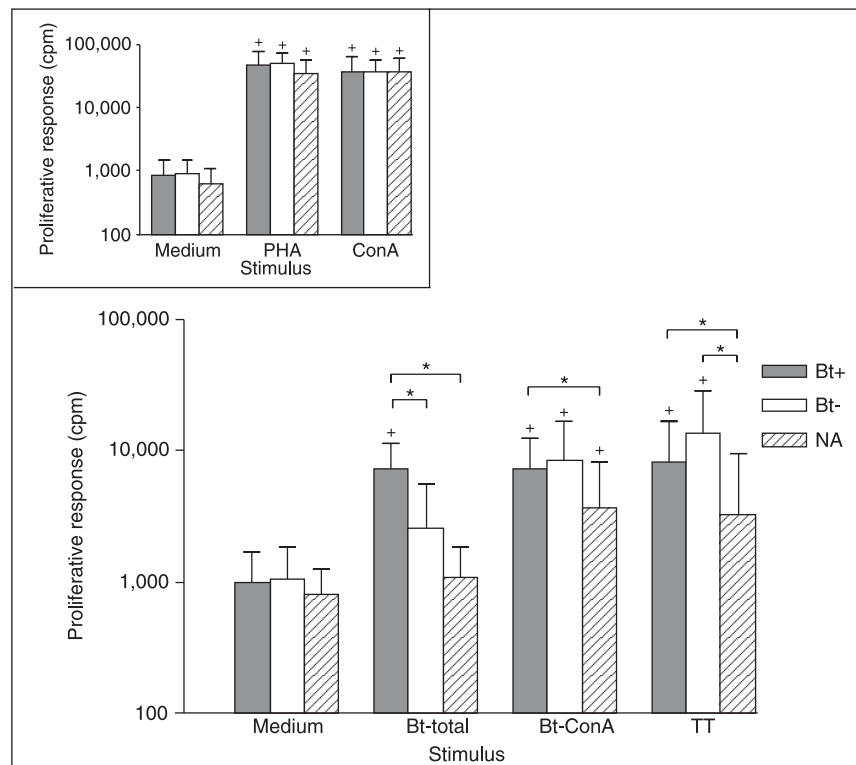 100,000
10,000
1,000
100
Proliferative response (cpm)
+ + + + + +
Medium PHA ConA
Stimulus
100,000
10,000
1,000
100
Proliferative response (cpm)
* * * * *
+ + + + + +
Bt+
Bt-
NA
Medium Bt-total Bt-ConA TT
Stimulus